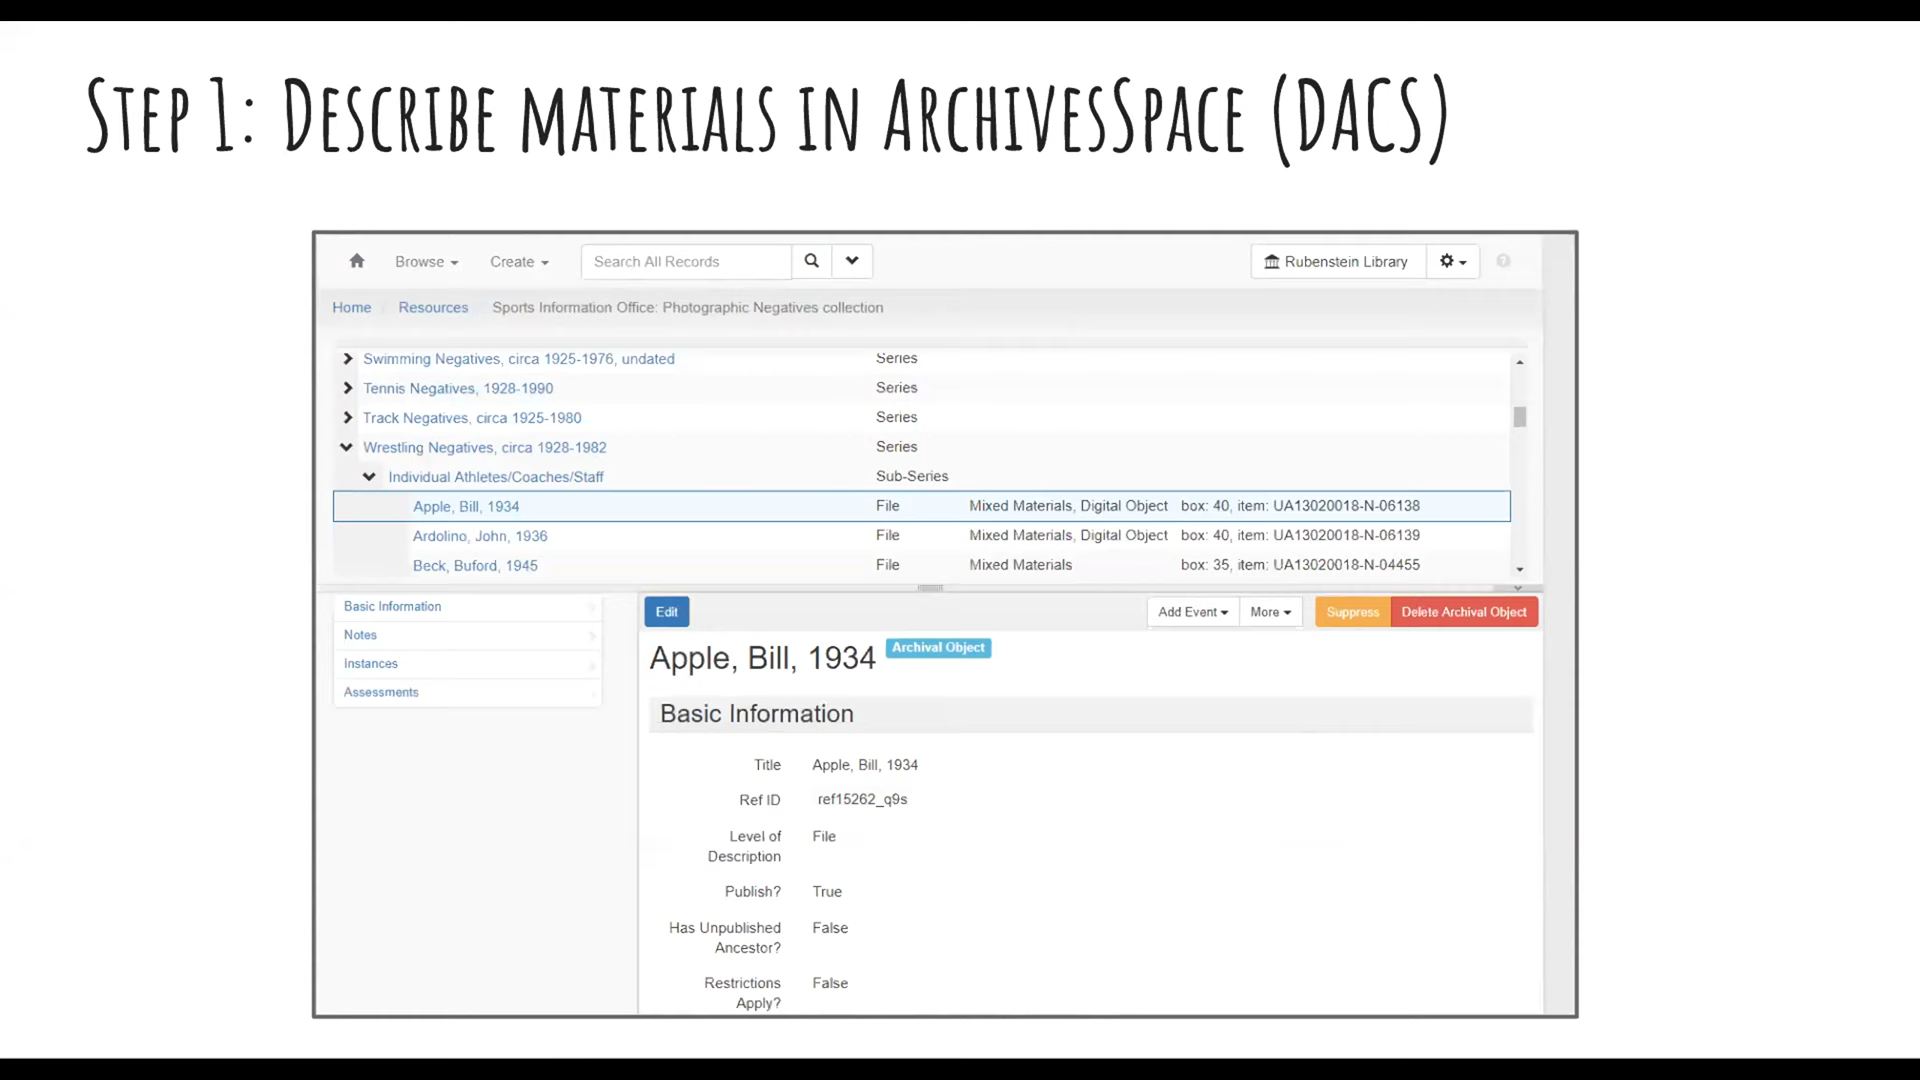 Step 1: Describe materials in ArchivesSpace (DACS)
Browse Create Search All Records Rubenstein Library
Home Resources Sports Information Office: Photographic Negatives collection
Swimming Negatives, circa 1925-1976, undated Series
Tennis Negatives, 1928-1990 Series
Track Negatives, circa 1925-1980 Series
Wrestling Negatives, circa 1928-1982 Series
Individual Athletes/Coaches/Staff Sub-Series
Apple, Bill, 1934 File Mixed Materials, Digital Object box: 40, item: UA13020018-N-06138
Ardolino, John, 1936 File Mixed Materials, Digital Object box: 40, item: UA13020018-N-06139
Beck, Buford, 1945 File Mixed Materials box: 35, item: UA13020018-N-04455
Basic Information
Notes
Instances
Assessments
Edit Add Event More Suppress Delete Archival Object
Apple, Bill, 1934 Archival Object
Basic Information
Title Apple, Bill, 1934
Ref ID ref15262_q9s
Level of File
Description
Publish? True
Has Unpublished False
Ancestor?
Restrictions False
Apply?